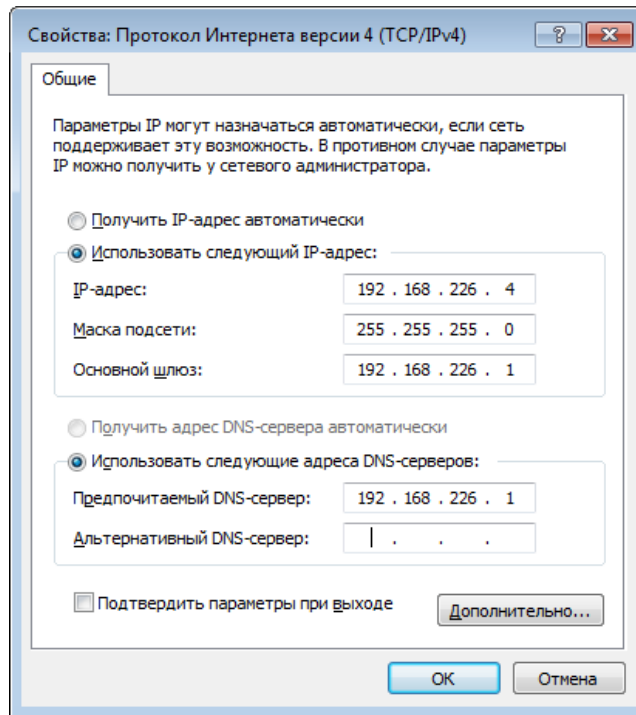 Свойства: Протокол Интернета версии 4 (TCP/IPv4)
Общие
Параметры IP могут назначаться автоматически, если сеть
поддерживает эту возможность. В противном случае параметры
IP можно получить у сетевого администратора.
Получить IP-адрес автоматически
Использовать следующий IP-адрес:
IP-адрес: 192 . 168 . 226 . 4
Маска подсети: 255 . 255 . 255 . 0
Основной шлюз: 192 . 168 . 226 . 1
Получить адрес DNS-сервера автоматически
Использовать следующие адреса DNS-серверов:
Предпочитаемый DNS-сервер: 192 . 168 . 226 . 1
Альтернативный DNS-сервер: . . .
Подтвердить параметры при выходе
Дополнительно...
ОК Отмена